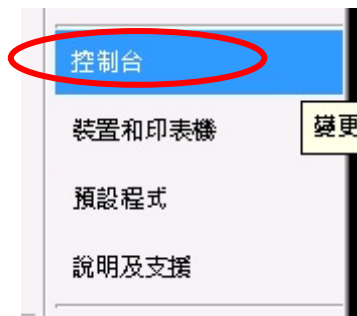 控制台
裝置和印表機
變更
預設程式
說明及支援